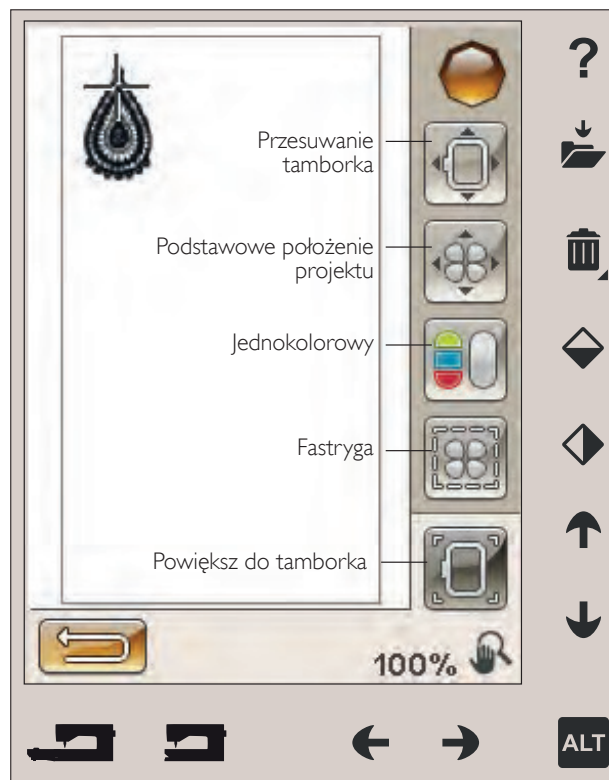 ?
Przesuwanie
tamborka
Podstawowe położenie
projektu
Jednokolorowy
Fastryga
Powiększ do tamborka
100%
ALT